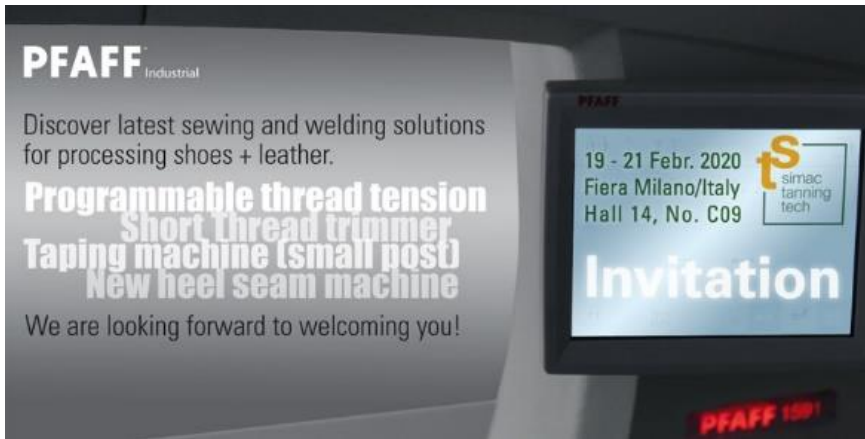 PFAFF Industrial
Discover latest sewing and welding solutions
for processing shoes + leather.
Programmable thread tension
Short thread trimmer
Taping machine (small post)
New heel seam machine
We are looking forward to welcoming you!
PFAFF
19 - 21 Febr. 2020
Fiera Milano/Italy
Hall 14, No. C09
ts
simac
tanning
tech
Invitation
PFAFF 1591